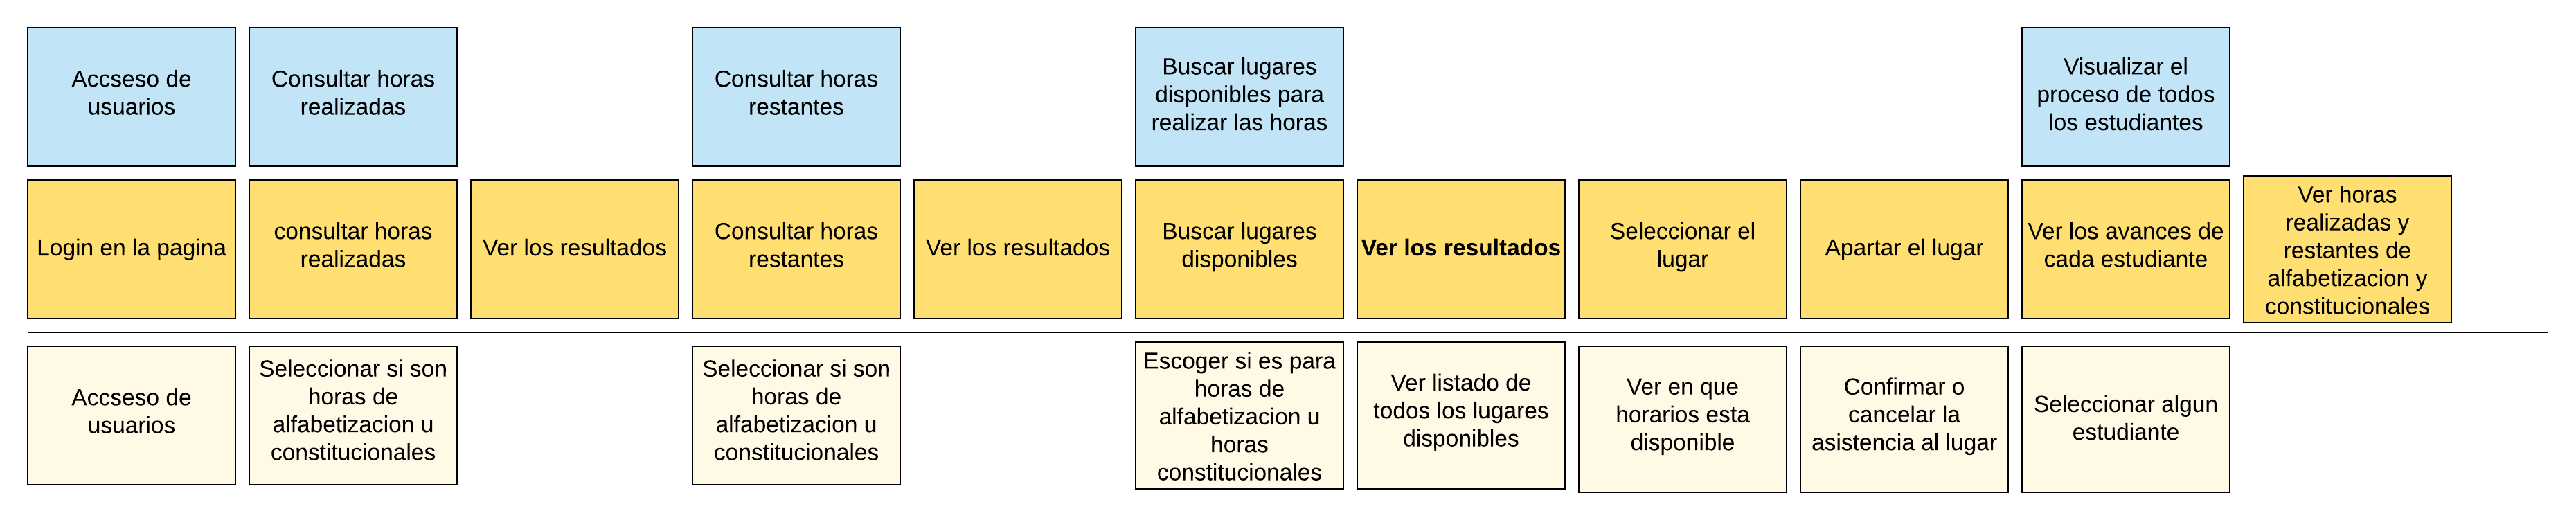 Accseso de
usuarios
Consultar horas
realizadas
Consultar horas
restantes
Buscar lugares
disponibles para
realizar las horas
Visualizar el
proceso de todos
los estudiantes
Login en la pagina
consultar horas
realizadas
Ver los resultados
Consultar horas
restantes
Ver los resultados
Buscar lugares
disponibles
Ver los resultados
Seleccionar el
lugar
Apartar el lugar
Ver los avances de
cada estudiante
Ver horas
realizadas y
restantes de
alfabetizacion y
constitucionales
Accseso de
usuarios
Seleccionar si son
horas de
alfabetizacion u
constitucionales
Seleccionar si son
horas de
alfabetizacion u
constitucionales
Escoger si es para
horas de
alfabetizacion u
horas
constitucionales
Ver listado de
todos los lugares
disponibles
Ver en que
horarios esta
disponible
Confirmar o
cancelar la
asistencia al lugar
Seleccionar algun
estudiante